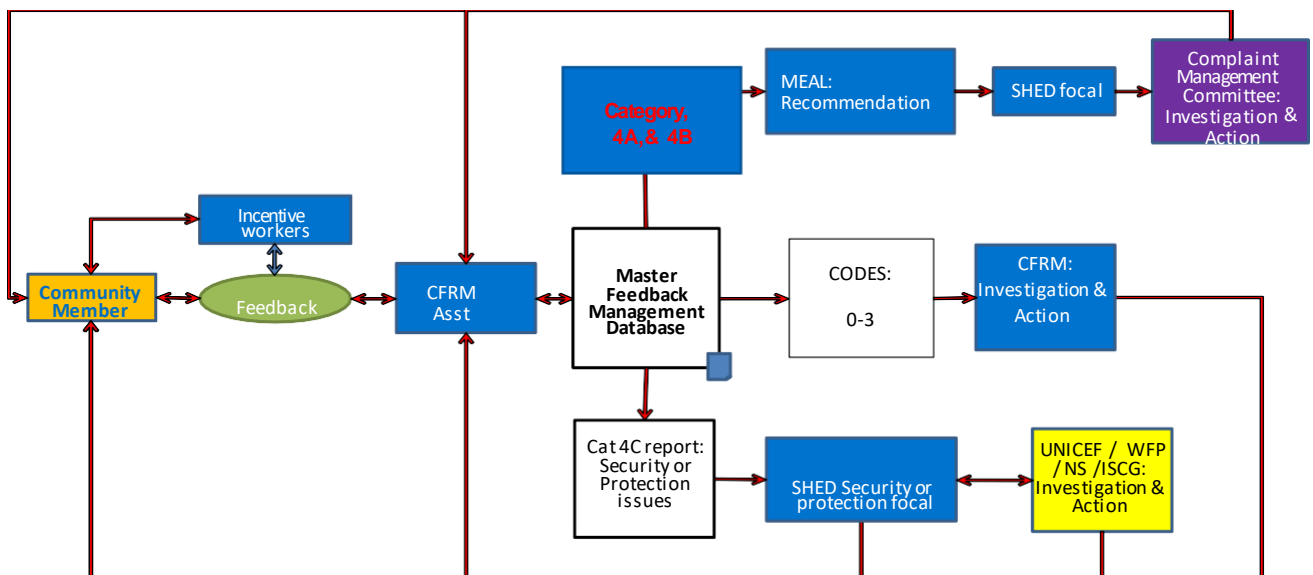 Category,
4A,& 4B
MEAL:
Recommendation
SHED focal
Complaint
Management
Committee:
Investigation &
Action
Incentive
workers
Community
Member
Feedback
CFRM
Asst
Master
Feedback
Management
Database
CODES:
0-3
CFRM:
Investigation &
Action
Cat 4C report:
Security or
Protection
issues
SHED Security or
protection focal
UNICEF / WFP
/ NS /ISCG:
Investigation &
Action